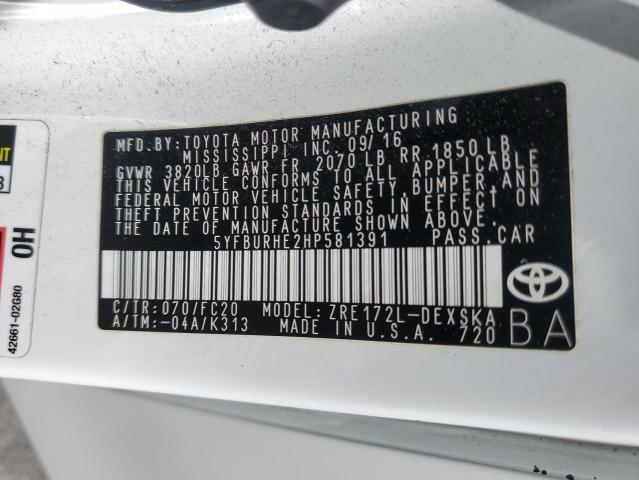 MFD.BY:TOYOTA MOTOR MANUFACTURING
MISSISSIPPI INC. 09/16
GVWR 3820LB GAWR FR 2070 LB RR 1850 LB
THIS VEHICLE CONFORMS TO ALL APPLICABLE
FEDERAL MOTOR VEHICLE SAFETY, BUMPER, AND
THEFT PREVENTION STANDARDS IN EFFECT ON
THE DATE OF MANUFACTURE SHOWN ABOVE.
5YFBURHE2HP581391 PASS.CAR
C/TR:070/FC20 MODEL:ZRE172L-DEXSKA
A/TM:-04A/K313 MADE IN U.S.A. 720
BA
NT
3
OH
42661-02G80